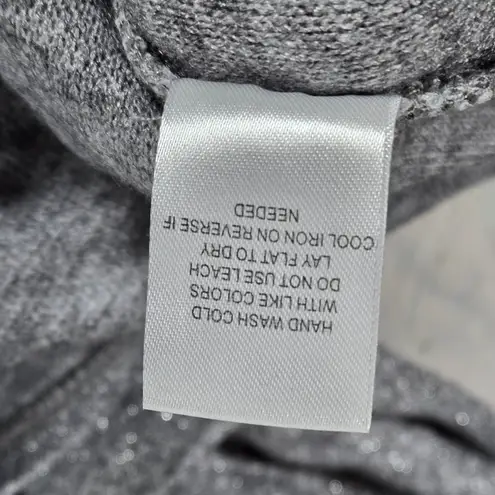 HAND WASH COLD
WITH LIKE COLORS
DO NOT USE LEACH
LAY FLAT TO DRY
COOL IRON ON REVERSE IF
NEEDED